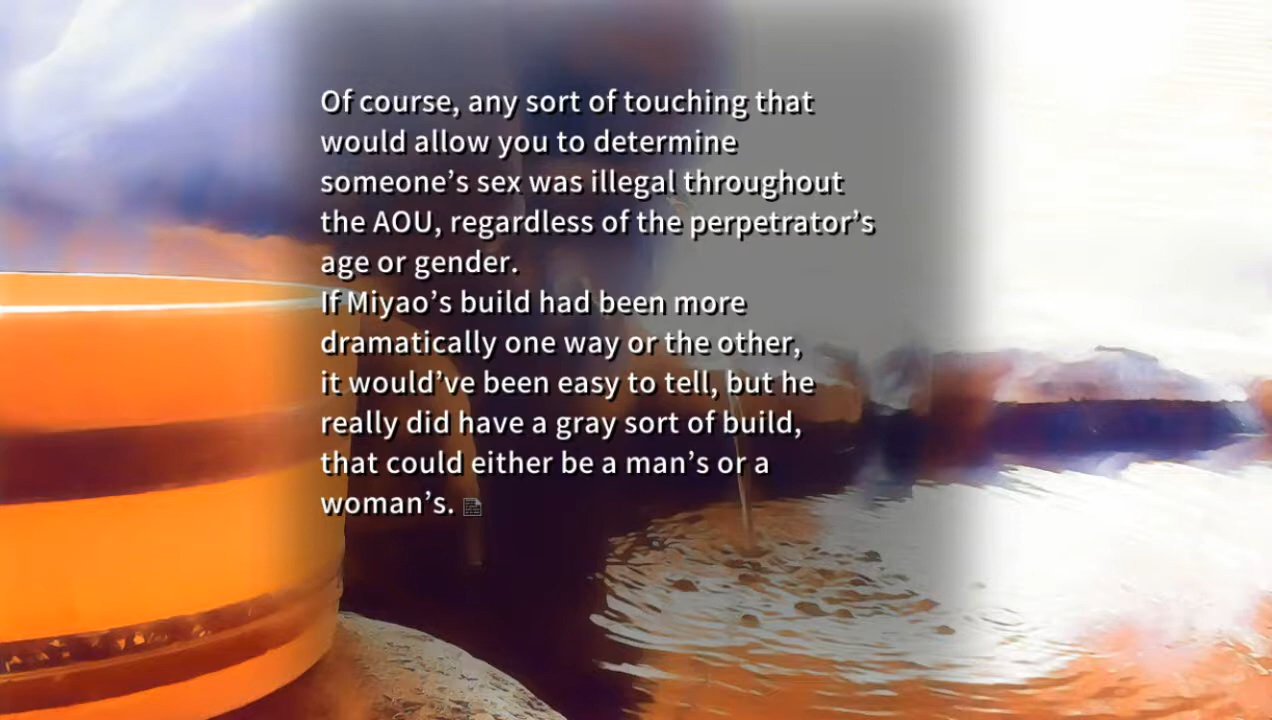 Of course, any sort of touching that
would allow you to determine
someone’s sex was illegal throughout
the AOU, regardless of the perpetrator’s
age or gender.
If Miyao’s build had been more
dramatically one way or the other,
it would’ve been easy to tell, but he
really did have a gray sort of build,
that could either be a man’s or a
woman’s.